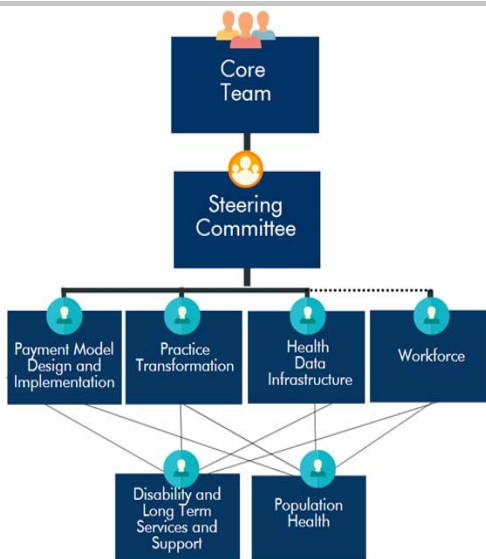 Core
Team
Steering
Committee
Payment Model
Design and
Implementation
Practice
Transformation
Health
Data
Infrastructure
Workforce
Disability and
Long Term
Services and
Support
Population
Health